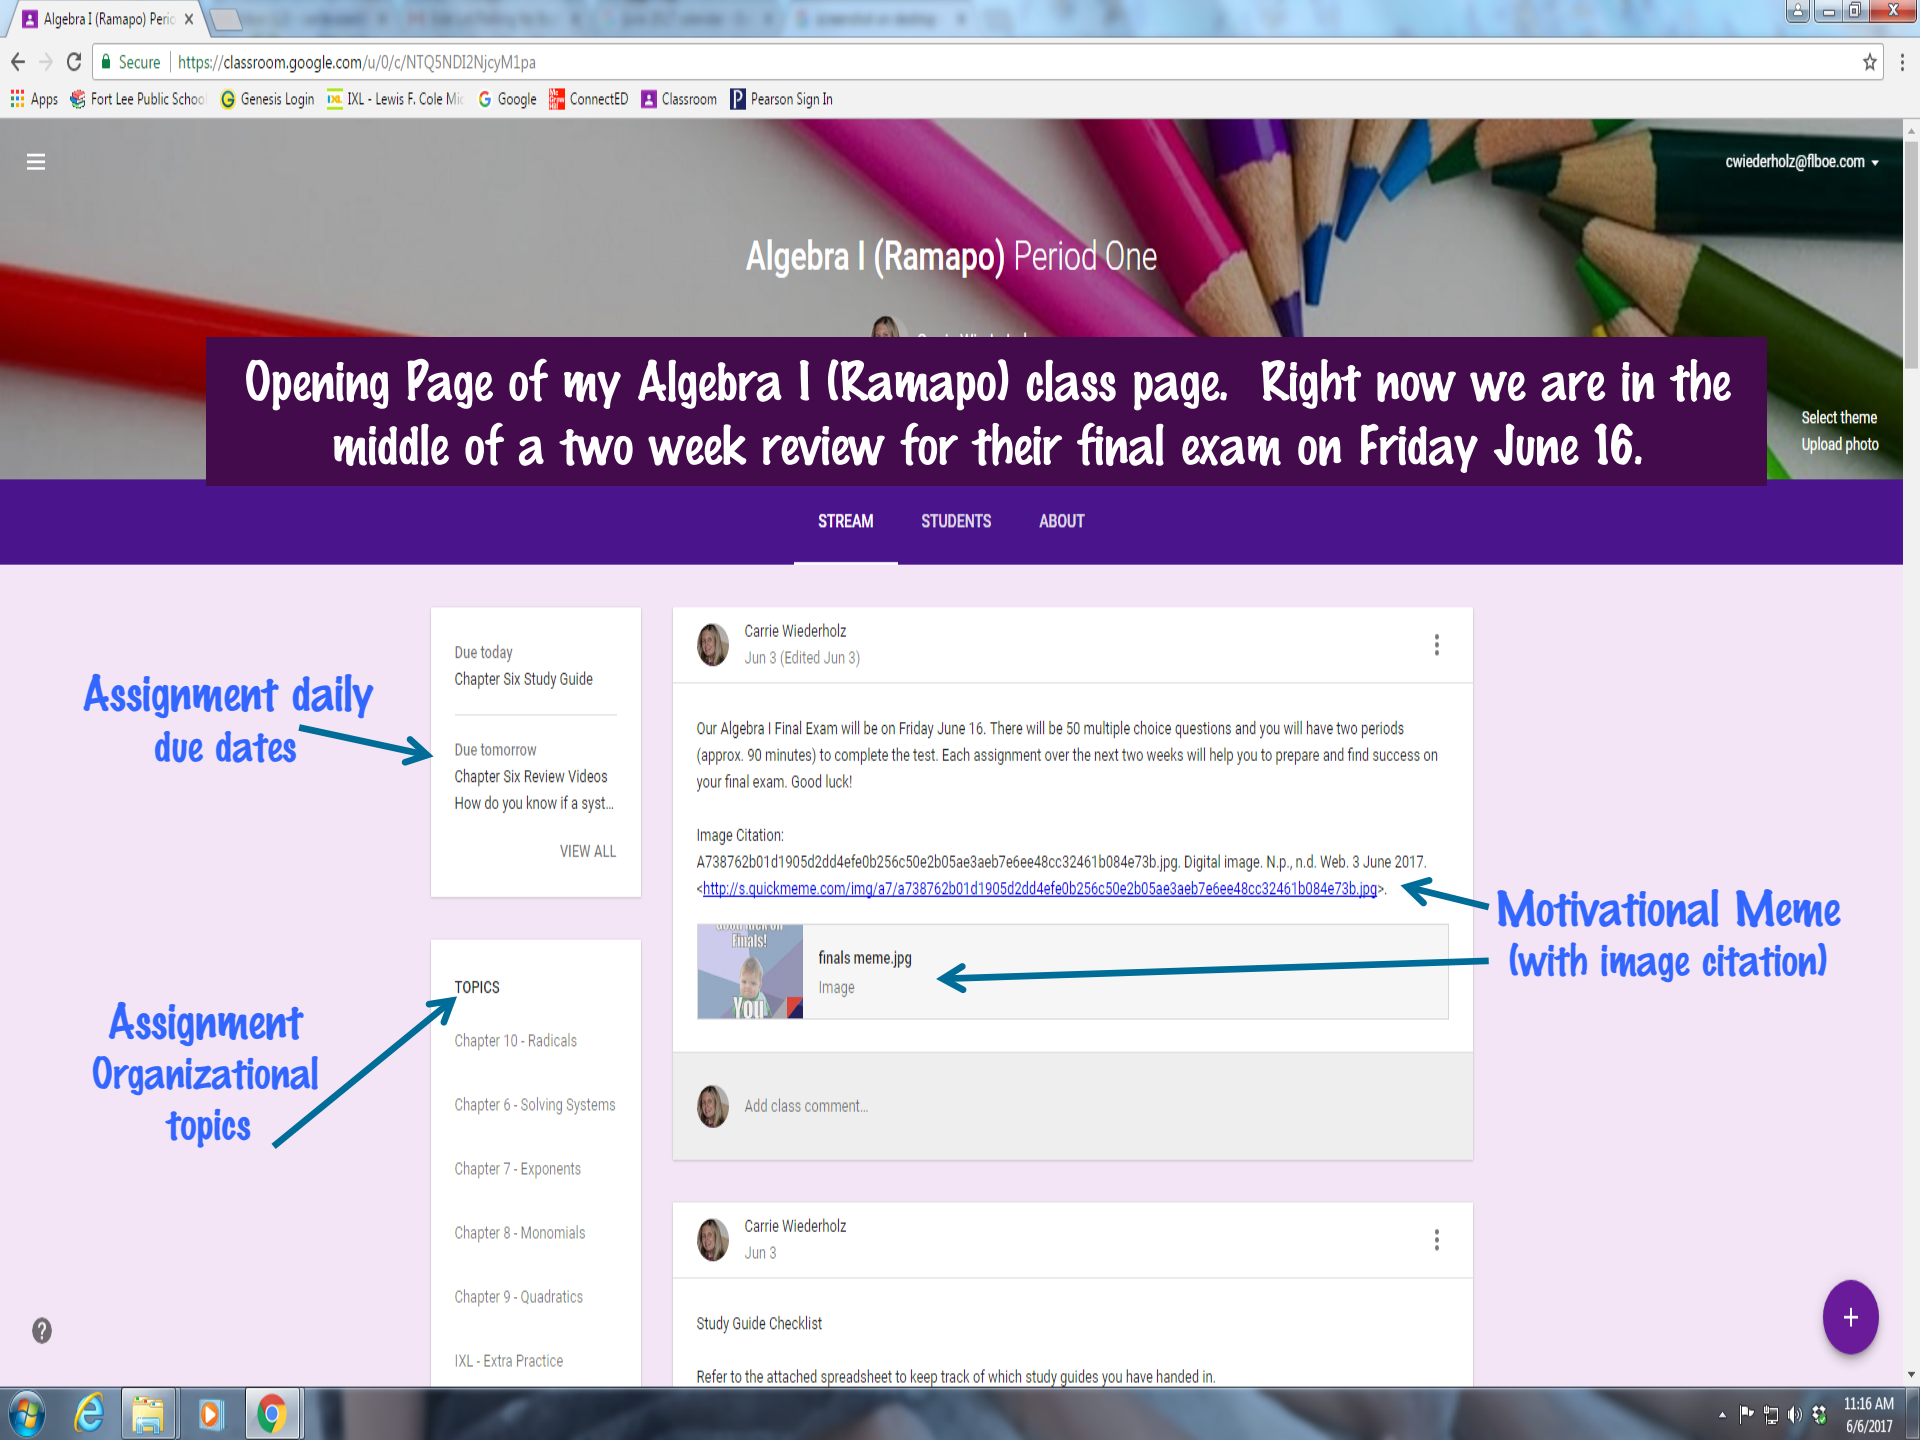 Algebra I (Ramapo) Peri
Secure https://classroom.google.com/u/0/c/NTQ5NDI2NjcyM1pa
Apps Fort Lee Public Schoo Genesis Login IXL - Lewis F. Cole Mi Google ConnectED Classroom Pearson Sign In
cwiederholz@flboe.com
Algebra I (Ramapo) Period One
Opening Page of my Algebra I (Ramapo) class page. Right now we are in the
middle of a two week review for their final exam on Friday June 16.
Select theme
Upload photo
STREAM STUDENTS ABOUT
Assignment daily
due dates
Due today
Chapter Six Study Guide
Due tomorrow
Chapter Six Review Videos
How do you know if a syst...
VIEW ALL
Carrie Wiederholz
Jun 3 (Edited Jun 3)
Our Algebra I Final Exam will be on Friday June 16. There will be 50 multiple choice questions and you will have two periods
(approx. 90 minutes) to complete the test. Each assignment over the next two weeks will help you to prepare and find success on
your final exam. Good luck!
Image Citation:
A738762b01d1905d2dd4efe0b256c50e2b05ae3aeb7e6ee48cc32461b084e73b.jpg. Digital image. N.p., n.d. Web. 3 June 2017.
<http://s.quickmeme.com/img/a7/a738762b01d1905d2dd4efe0b256c50e2b05ae3aeb7e6ee48cc32461b084e73b.jpg>.
Motivational Meme
(with image citation)
Finals!
You
finals meme.jpg
Image
Assignment
Organizational
topics
TOPICS
Chapter 10 - Radicals
Chapter 6 - Solving Systems
Chapter 7 - Exponents
Chapter 8 - Monomials
Chapter 9 - Quadratics
IXL - Extra Practice
Add class comment...
Carrie Wiederholz
Jun 3
Study Guide Checklist
Refer to the attached spreadsheet to keep track of which study guides you have handed in.
11:16 AM
6/6/2017